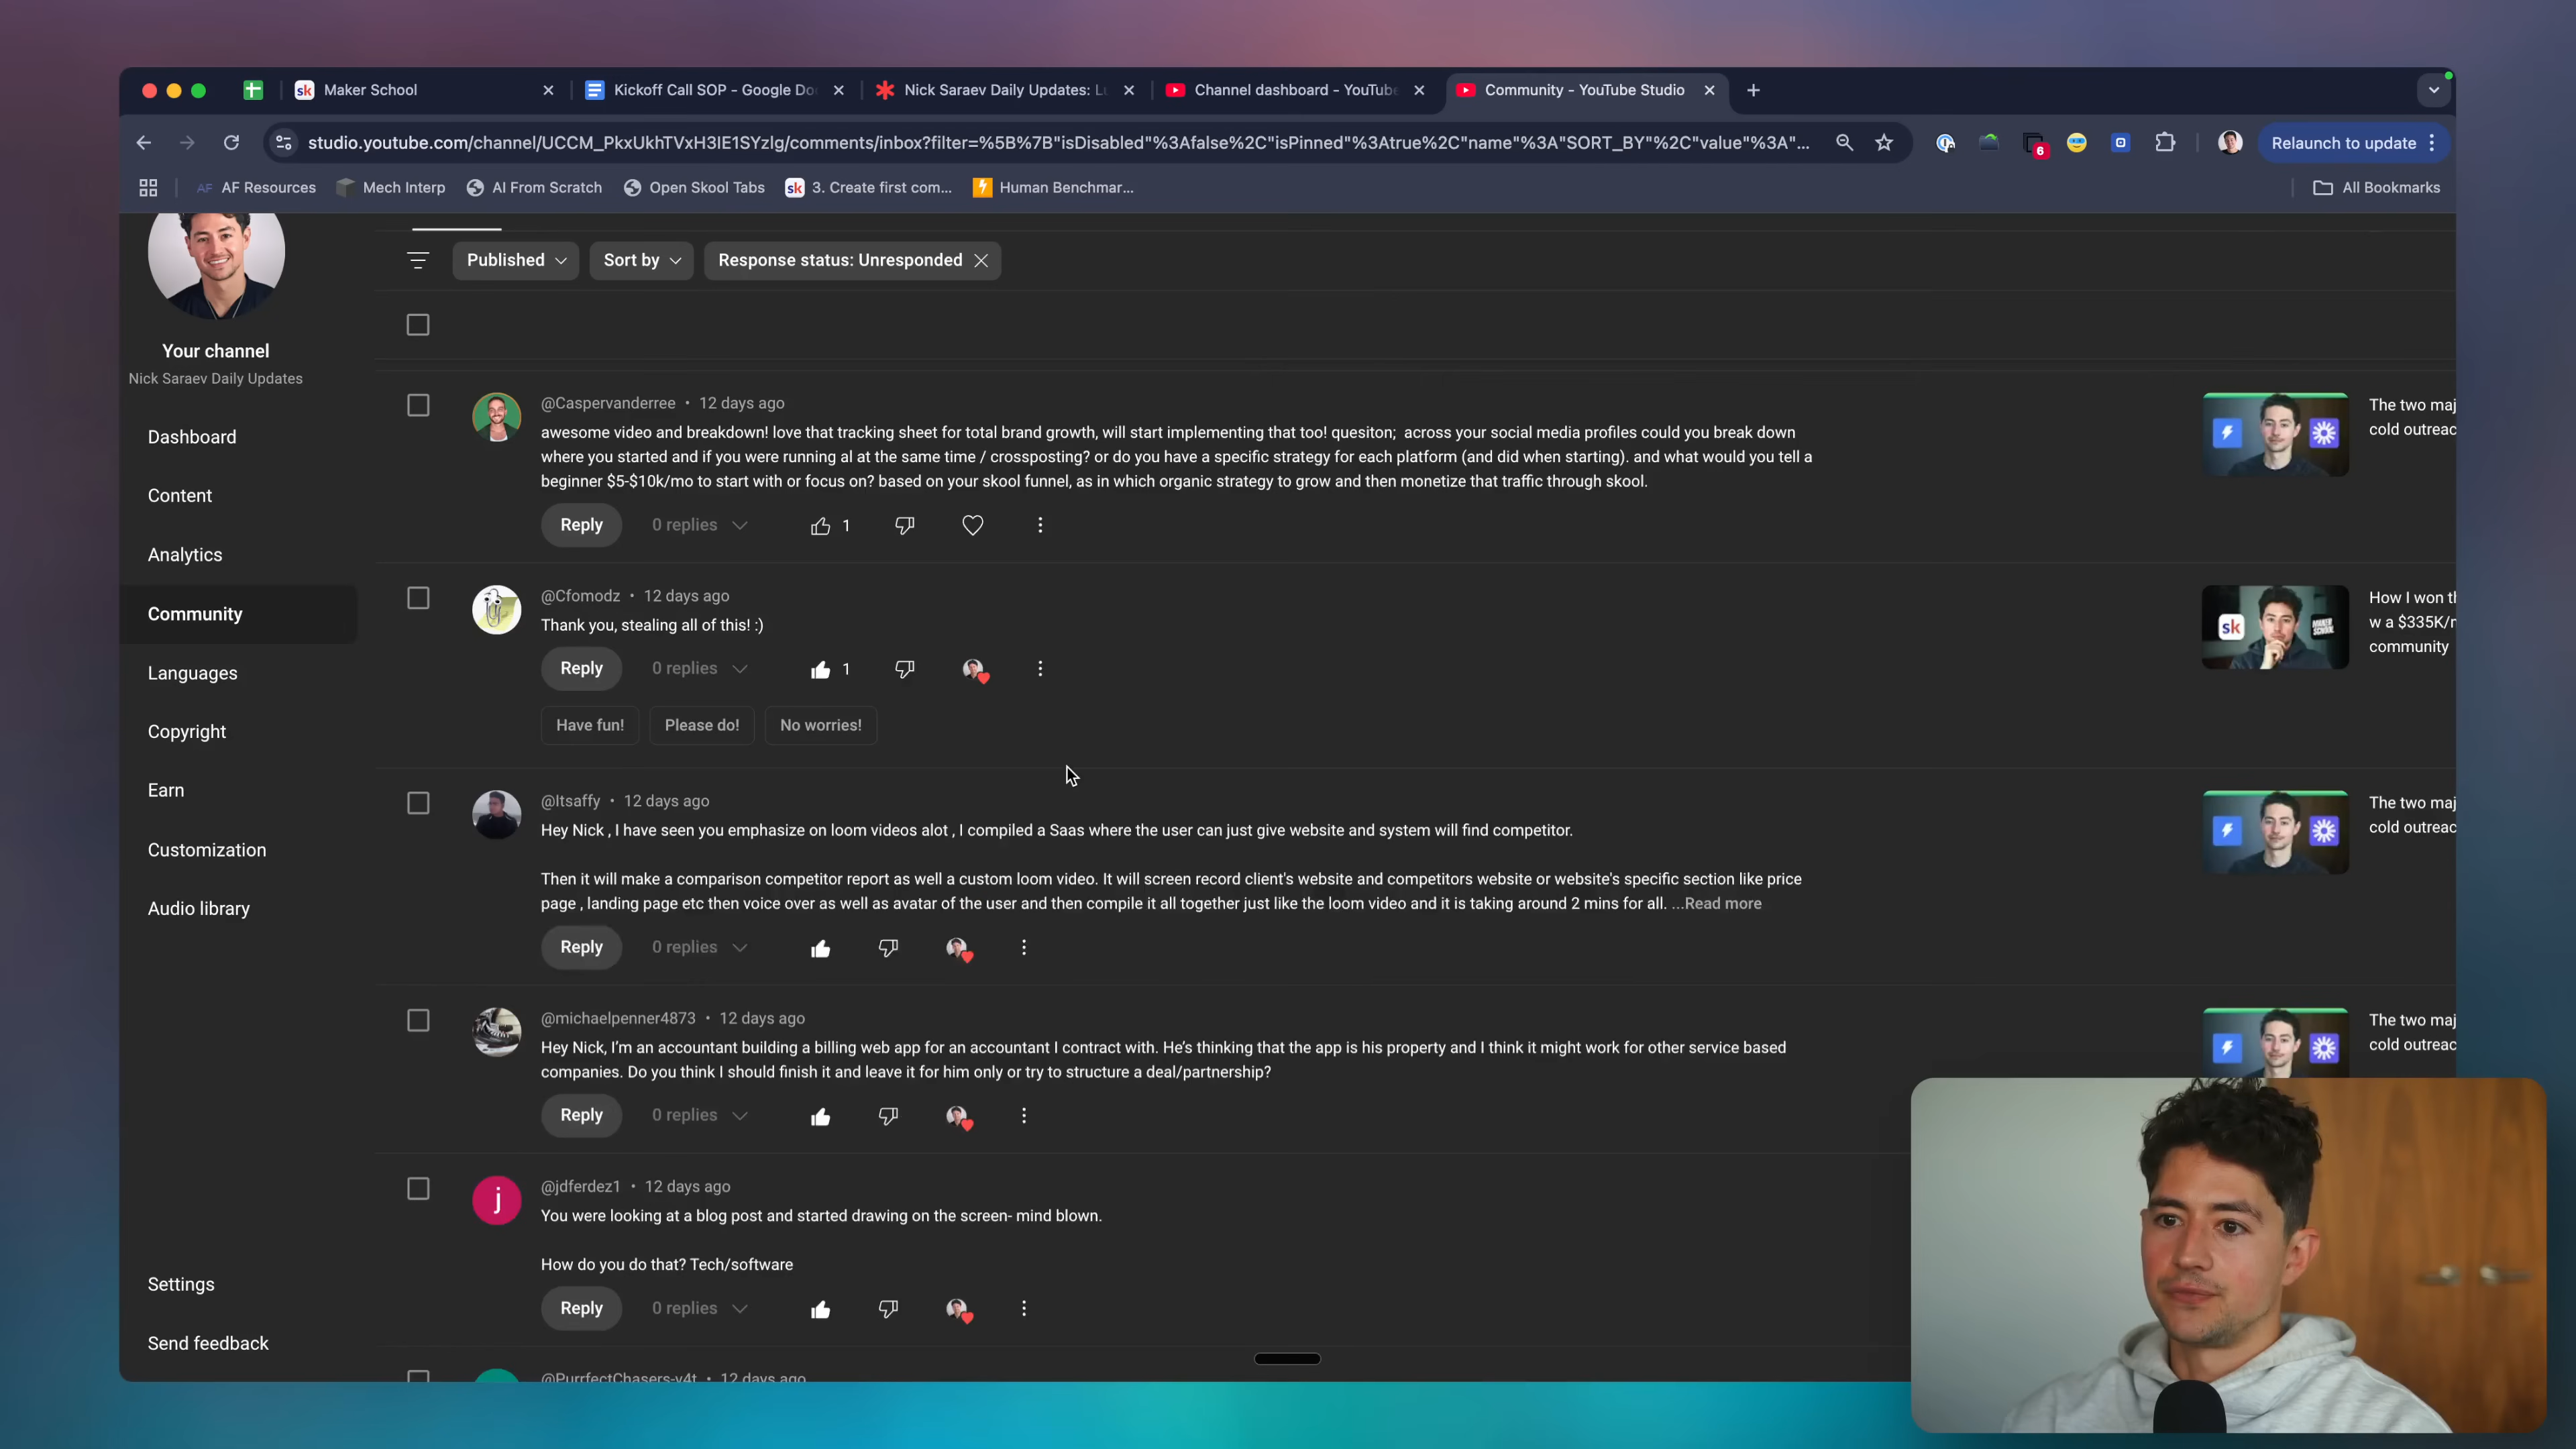 Maker School
Kickoff Call SOP - Google Do
Nick Saraev Daily Updates: L
Channel dashboard - YouTube
Community - YouTube Studio
studio.youtube.com/channel/UCCM_PkxUkhTVxH3IE1SYzIg/comments/inbox?filter=%5B%7B"isDisabled"%3Afalse%2C"isPinned"%3Atrue%2C"name"%3A"SORT_BY"%2C"value"%3A"...
6
Relaunch to update
AF Resources
Mech Interp
AI From Scratch
Open Skool Tabs
sk 3. Create first com...
Human Benchmar...
All Bookmarks
Published
Sort by
Response status: Unresponded
Your channel
Nick Saraev Daily Updates
Dashboard
Content
Analytics
Community
Languages
Copyright
Earn
Customization
Audio library
Settings
Send feedback
@Caspervanderree • 12 days ago
awesome video and breakdown! love that tracking sheet for total brand growth, will start implementing that too! quesiton; across your social media profiles could you break down
where you started and if you were running al at the same time / crossposting? or do you have a specific strategy for each platform (and did when starting). and what would you tell a
beginner $5-$10k/mo to start with or focus on? based on your skool funnel, as in which organic strategy to grow and then monetize that traffic through skool.
Reply 0 replies 1
The two maj
cold outreac
@Cfomodz • 12 days ago
Thank you, stealing all of this! :)
Reply 0 replies 1
Have fun! Please do! No worries!
sk
How I won th
w a $335K/m
community
@Itsaffy • 12 days ago
Hey Nick , I have seen you emphasize on loom videos alot , I compiled a Saas where the user can just give website and system will find competitor.
Then it will make a comparison competitor report as well a custom loom video. It will screen record client's website and competitors website or website's specific section like price
page , landing page etc then voice over as well as avatar of the user and then compile it all together just like the loom video and it is taking around 2 mins for all. ...Read more
Reply 0 replies
The two maj
cold outreac
@michaelpenner4873 • 12 days ago
Hey Nick, I'm an accountant building a billing web app for an accountant I contract with. He's thinking that the app is his property and I think it might work for other service based
companies. Do you think I should finish it and leave it for him only or try to structure a deal/partnership?
Reply 0 replies
The two maj
cold outreac
@jdferdez1 • 12 days ago
You were looking at a blog post and started drawing on the screen- mind blown.
How do you do that? Tech/software
Reply 0 replies
@PurrfectChasers-v4t • 12 days ago